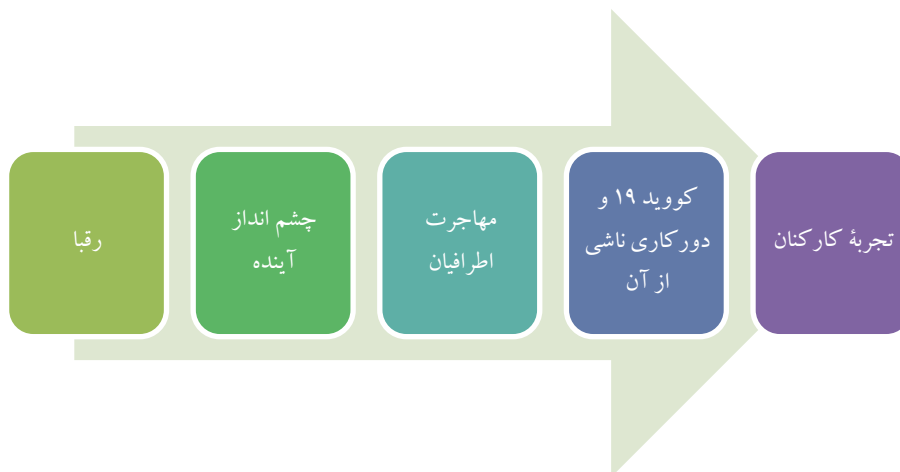 تجربهٔ کارکنان
کووید ۱۹ و
دورکاری ناشی
از آن
مهاجرت
اطرافیان
چشم انداز
آینده
رقبا